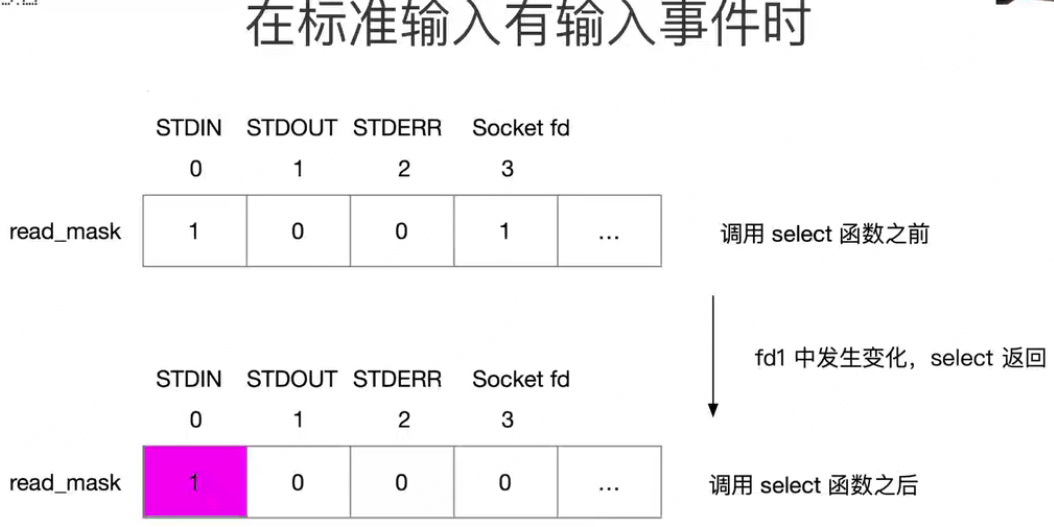 在标准输入有输入事件时
STDIN STDOUT STDERR Socket fd
0 1 2 3
read_mask 1 0 0 1 ... 调用 select 函数之前
fd1 中发生变化，select 返回
STDIN STDOUT STDERR Socket fd
0 1 2 3
read_mask 1 0 0 0 ... 调用 select 函数之后